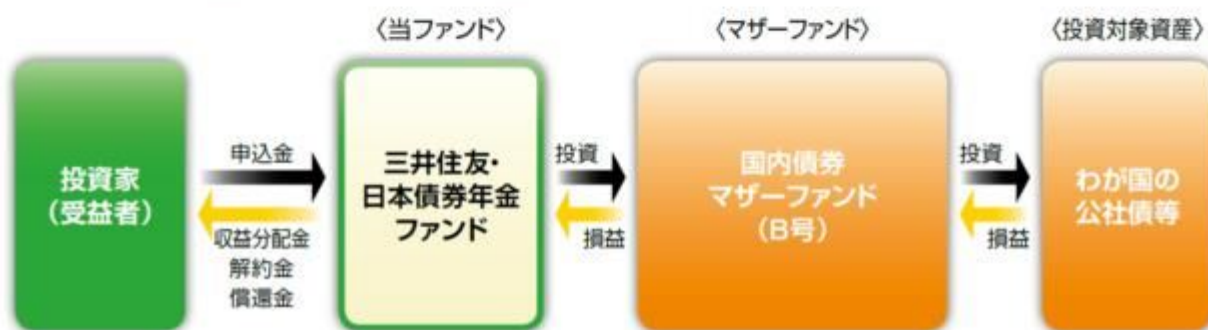 〈当ファンド〉
〈マザーファンド〉
〈投資対象資産〉
投資家
(受益者)
申込金
収益分配金
解約金
償還金
三井住友・
日本債券年金
ファンド
投資
損益
国内債券
マザーファンド
(B号)
投資
損益
わが国の
公社債等